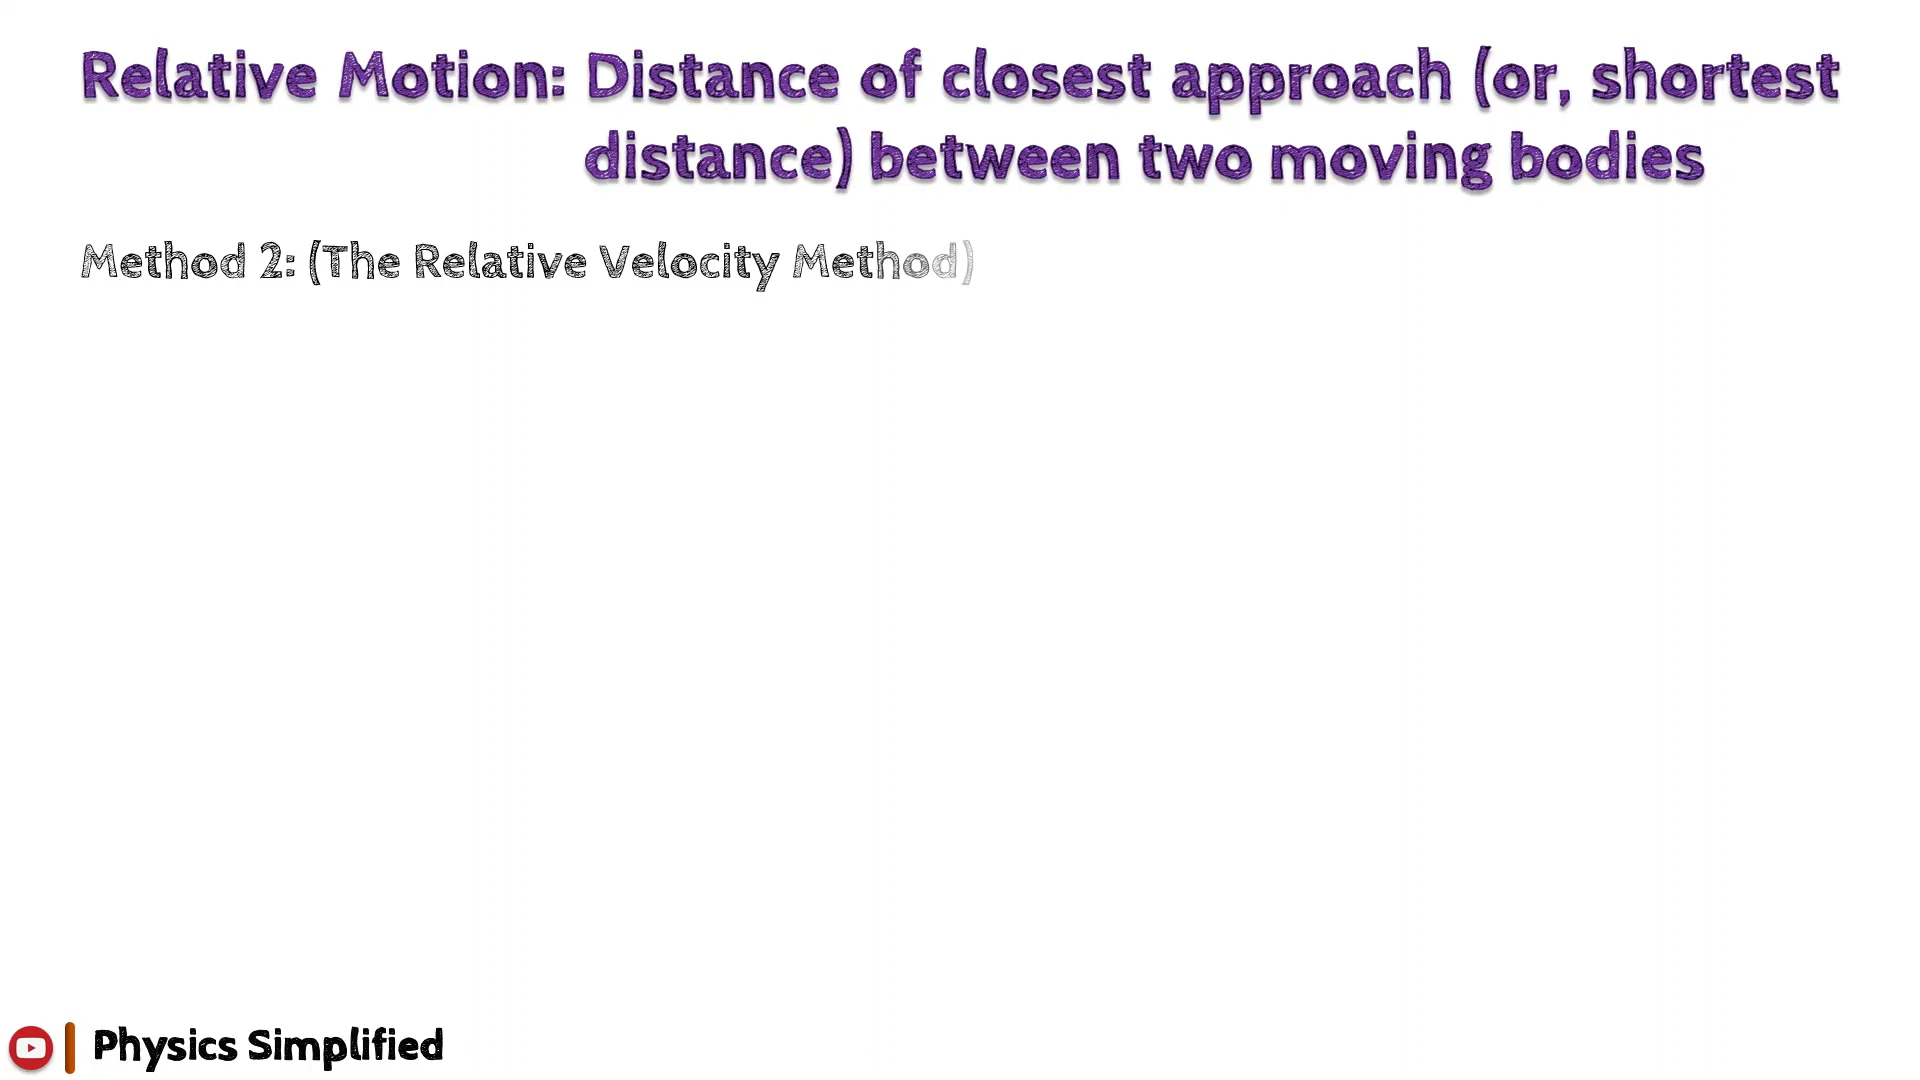 Relative Motion: Distance of closest approach (or, shortest
distance) between two moving bodies
Method 2: (The Relative Velocity Method)
Physics Simplified